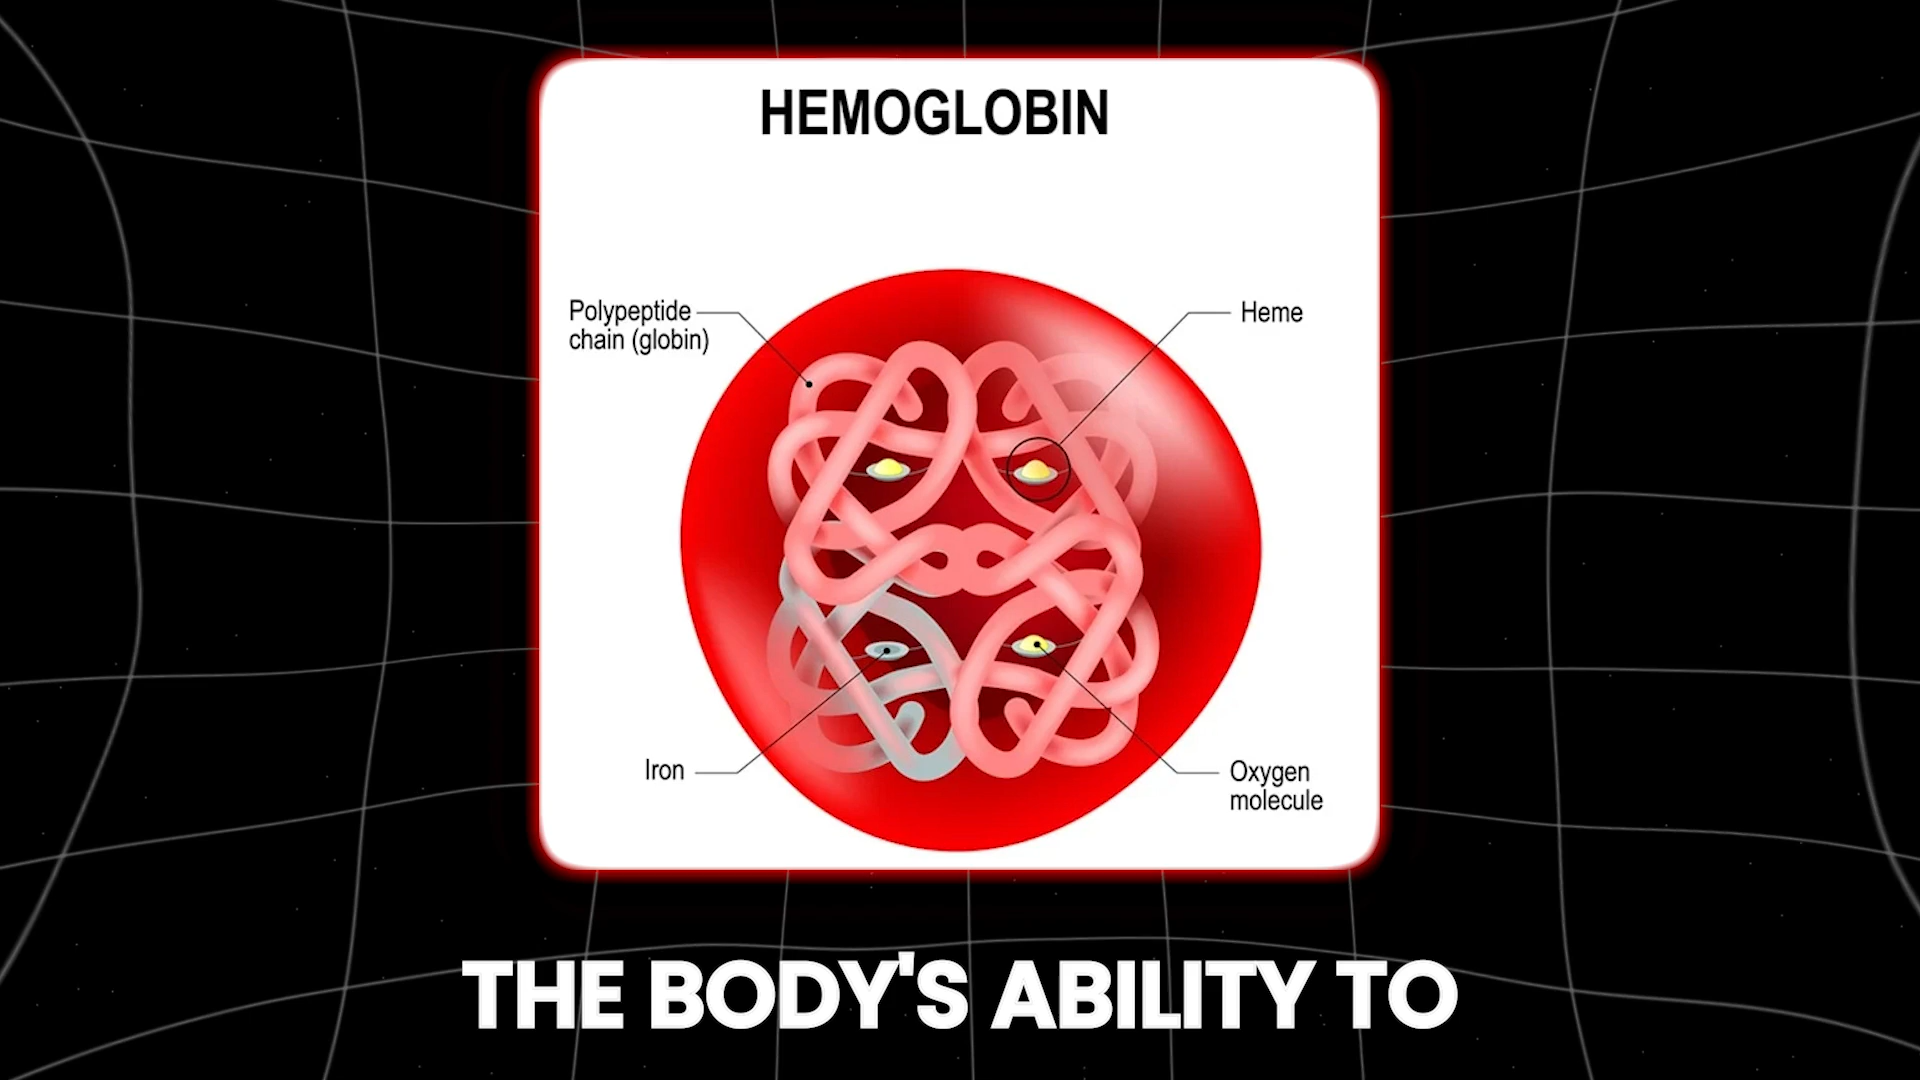 HEMOGLOBIN
Polypeptide
chain (globin)
Heme
Iron
Oxygen
molecule
THE BODY'S ABILITY TO